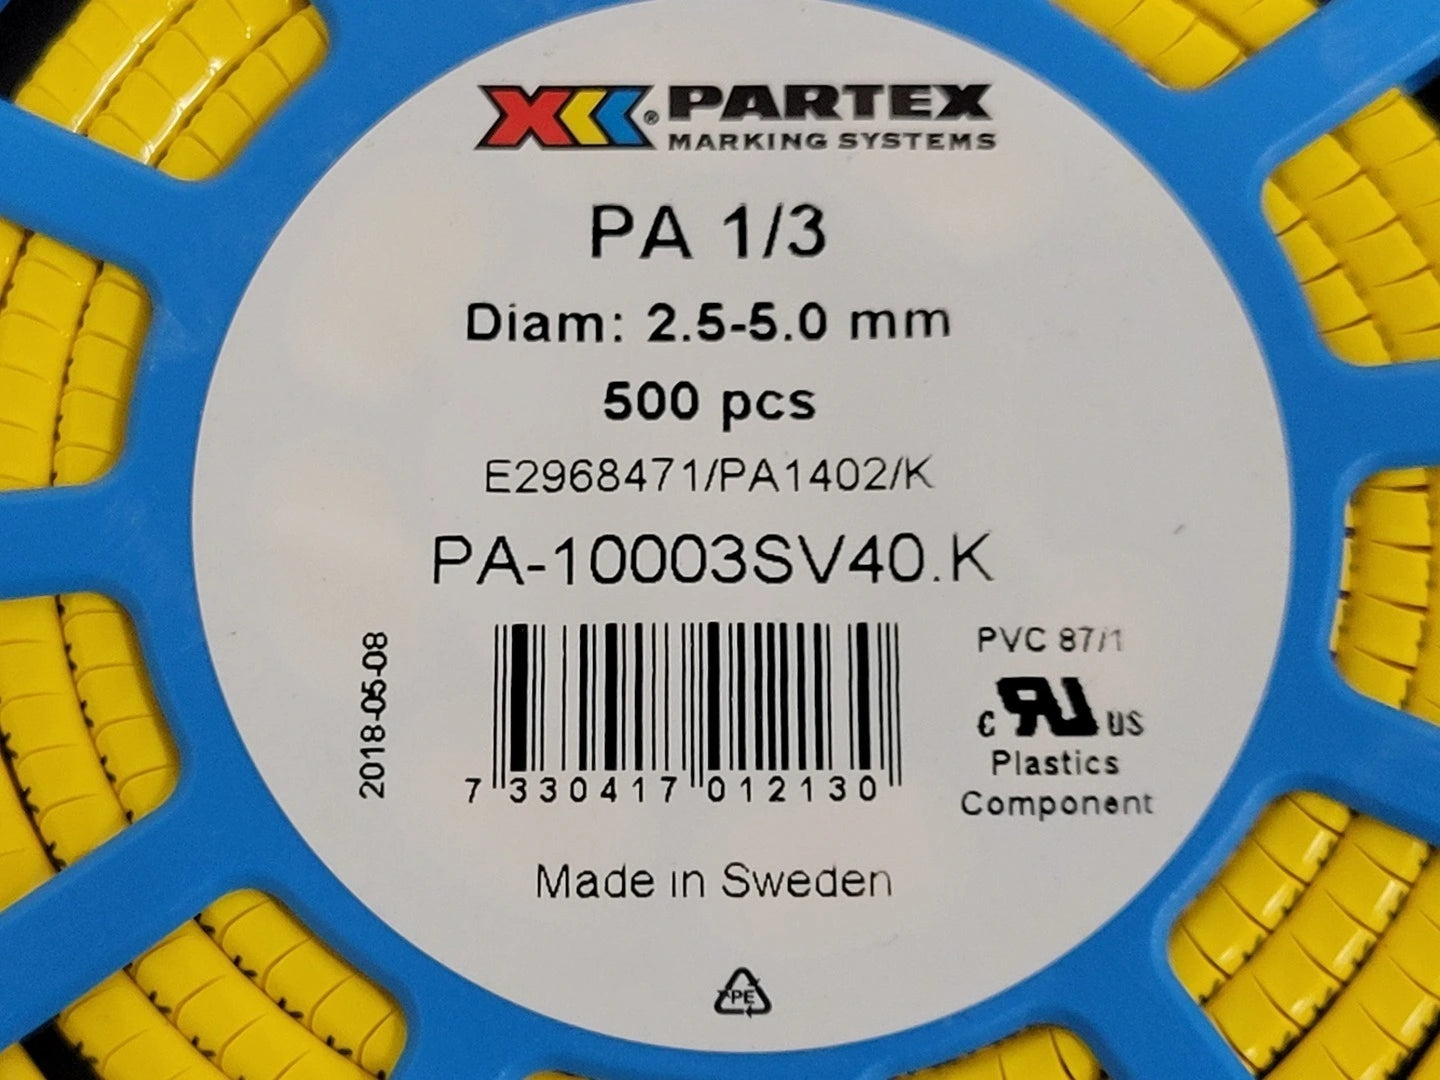 ® PARTEX
MARKING SYSTEMS
PA 1/3
Diam: 2.5-5.0 mm
500 pcs
E2968471/PA1402/K
PA-10003SV40.K
2018-05-08
7 330417 012130
PVC 87/1
c RU US
Plastics
Component
Made in Sweden
PE